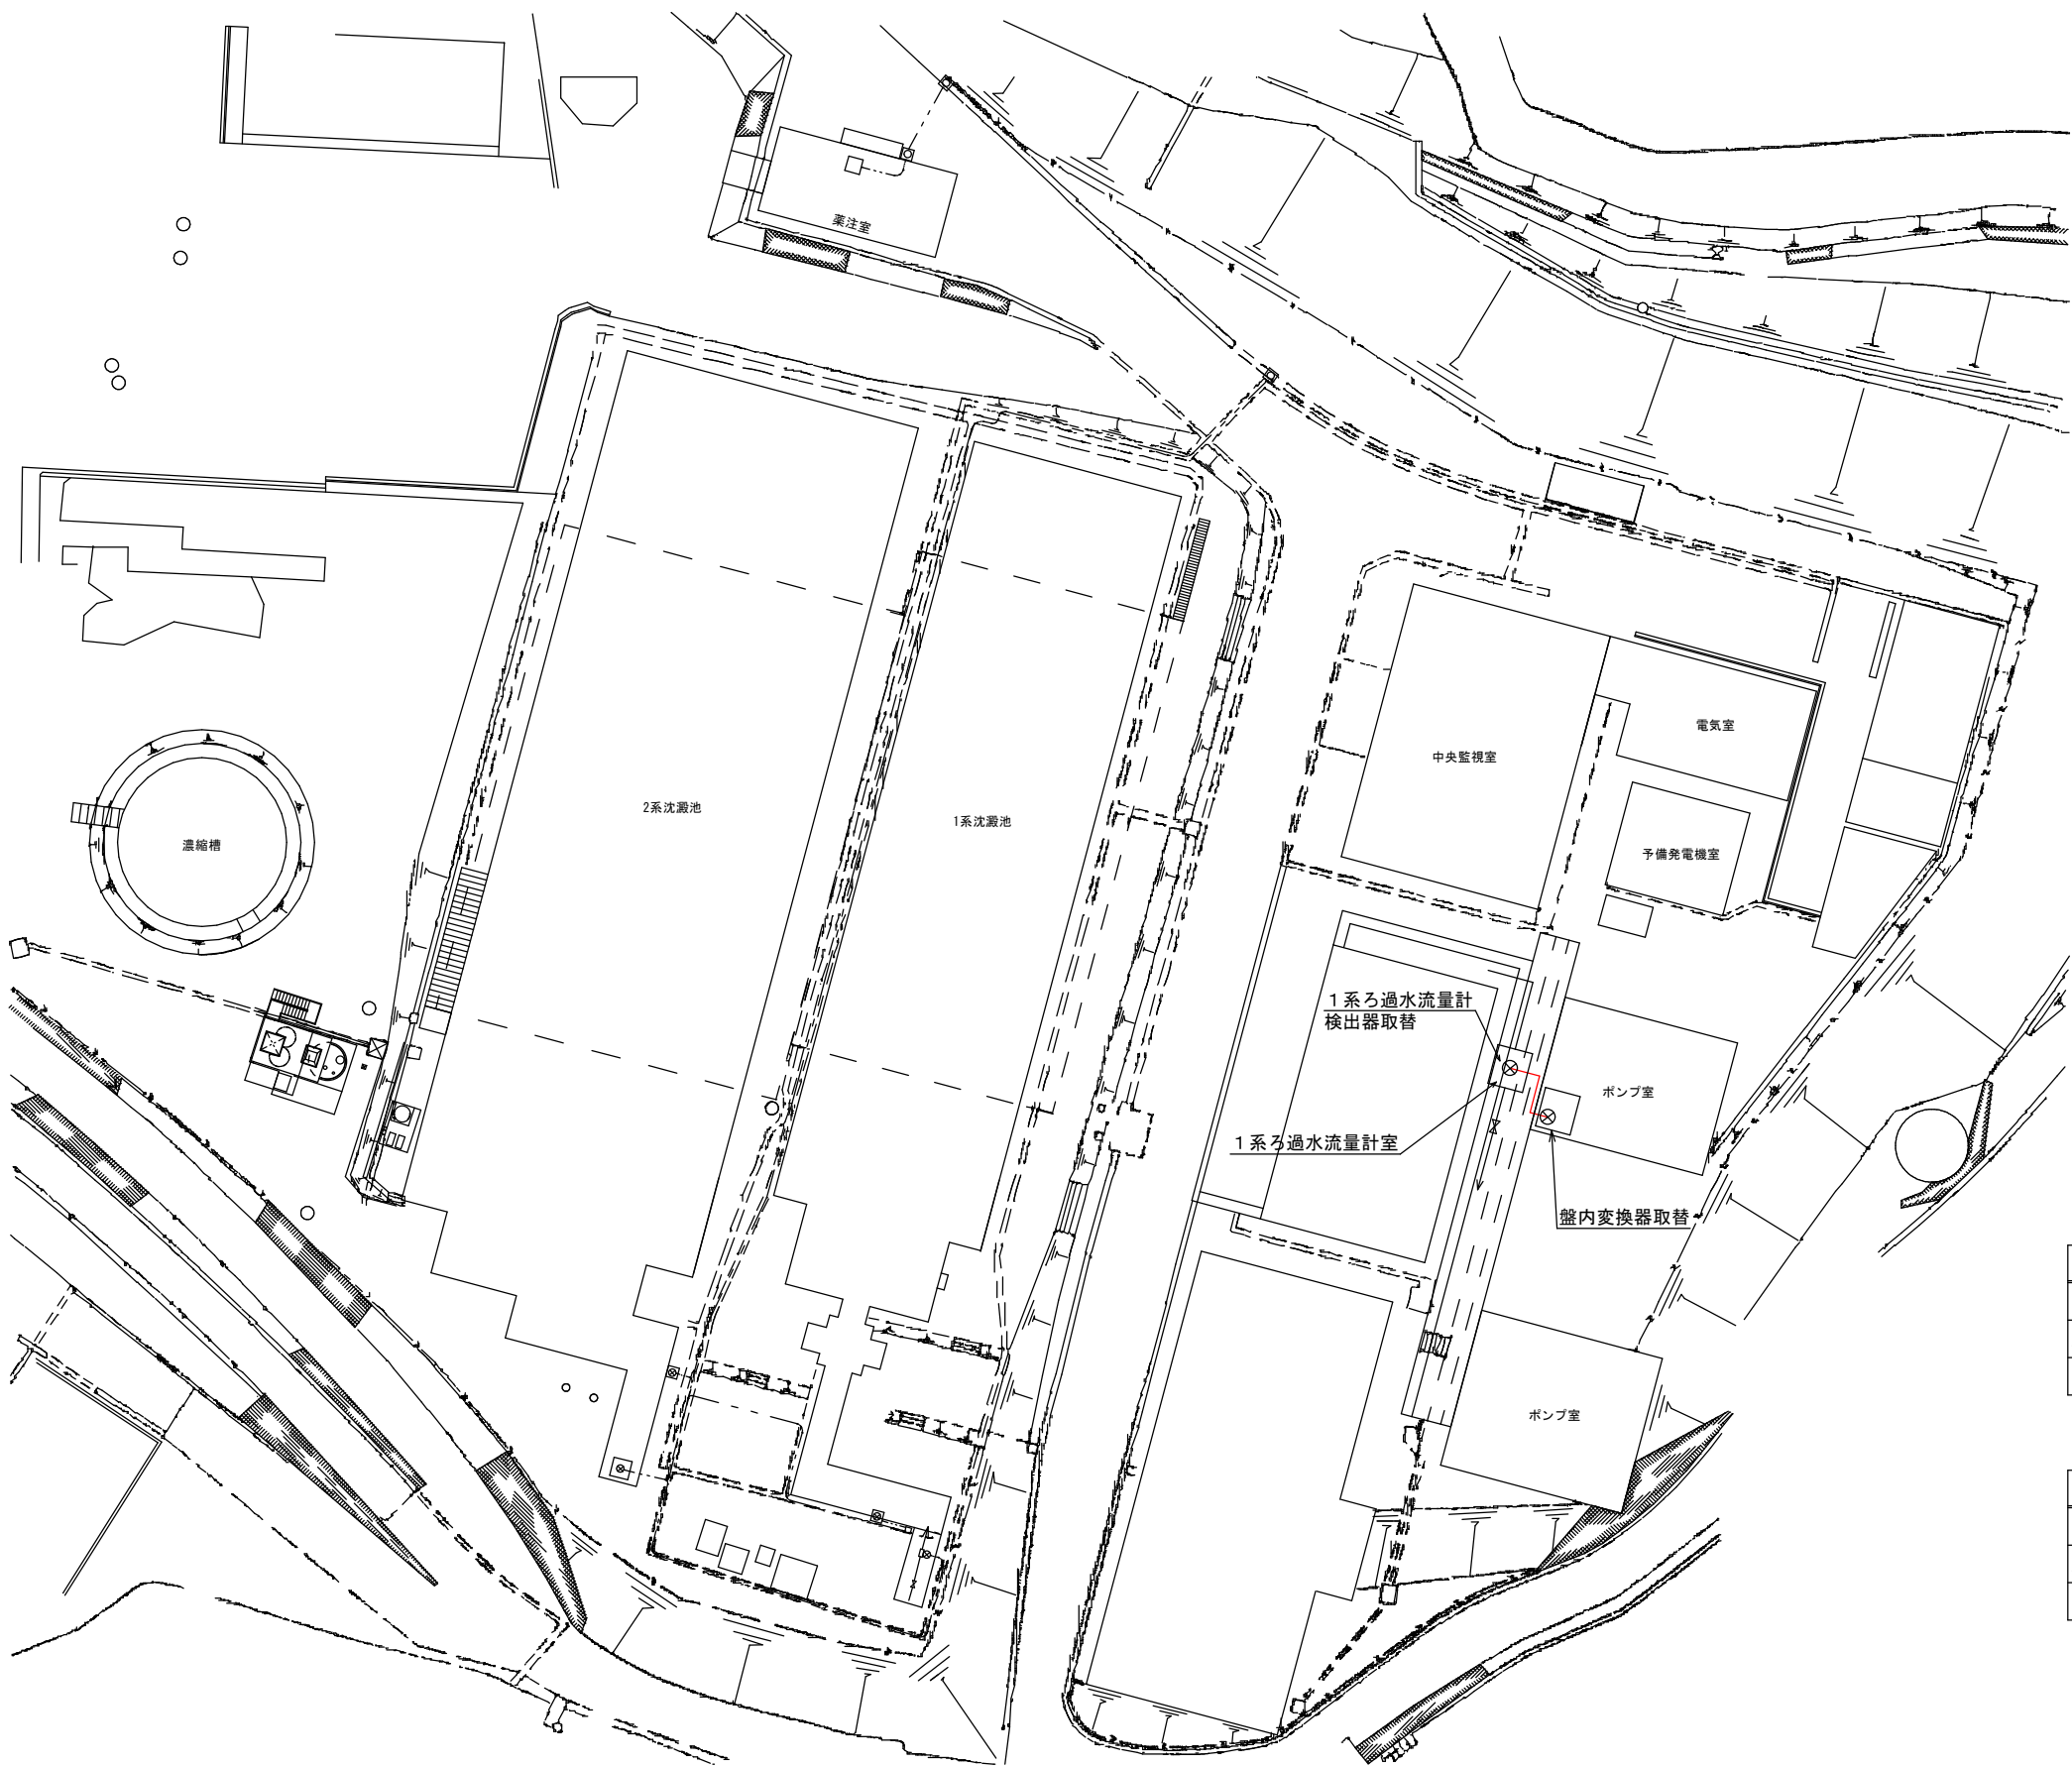 薬注室
電気室
中央監視室
2系沈澱池
1系沈澱池
濃縮槽
予備発電機室
1系ろ過水流量計
検出器取替
ポンプ室
1系ろ過水流量計室
盤内変換器取替
ポンプ室